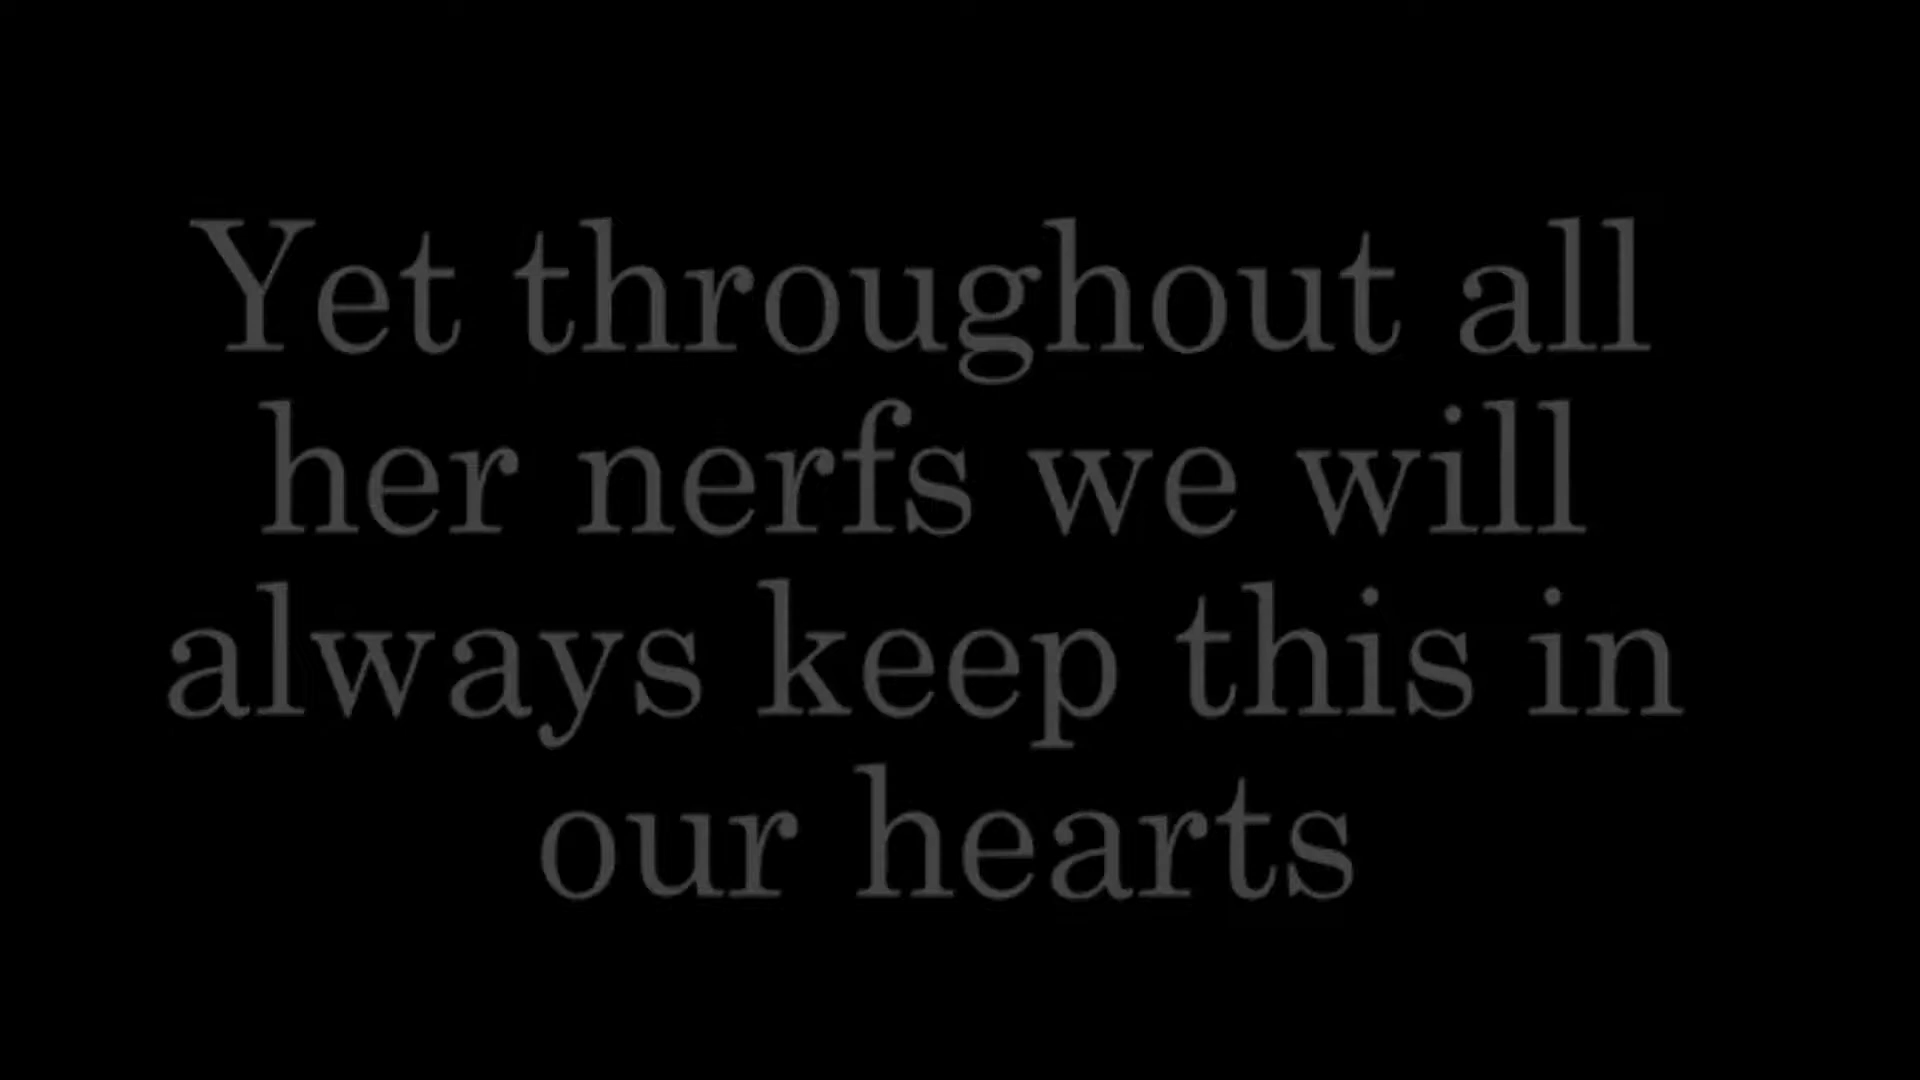 Yet throughout all
her nerfs we will
always keep this in
our hearts